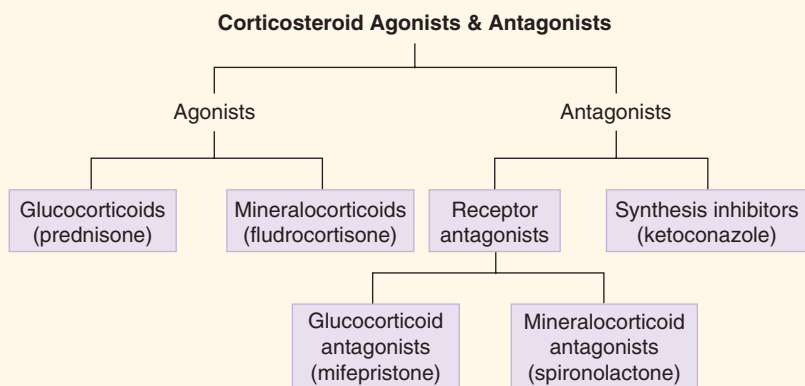 Corticosteroid Agonists & Antagonists
Agonists
Antagonists
Glucocorticoids
(prednisone)
Mineralocorticoids
(fludrocortisone)
Receptor
antagonists
Synthesis inhibitors
(ketoconazole)
Glucocorticoid
antagonists
(mifepristone)
Mineralocorticoid
antagonists
(spironolactone)